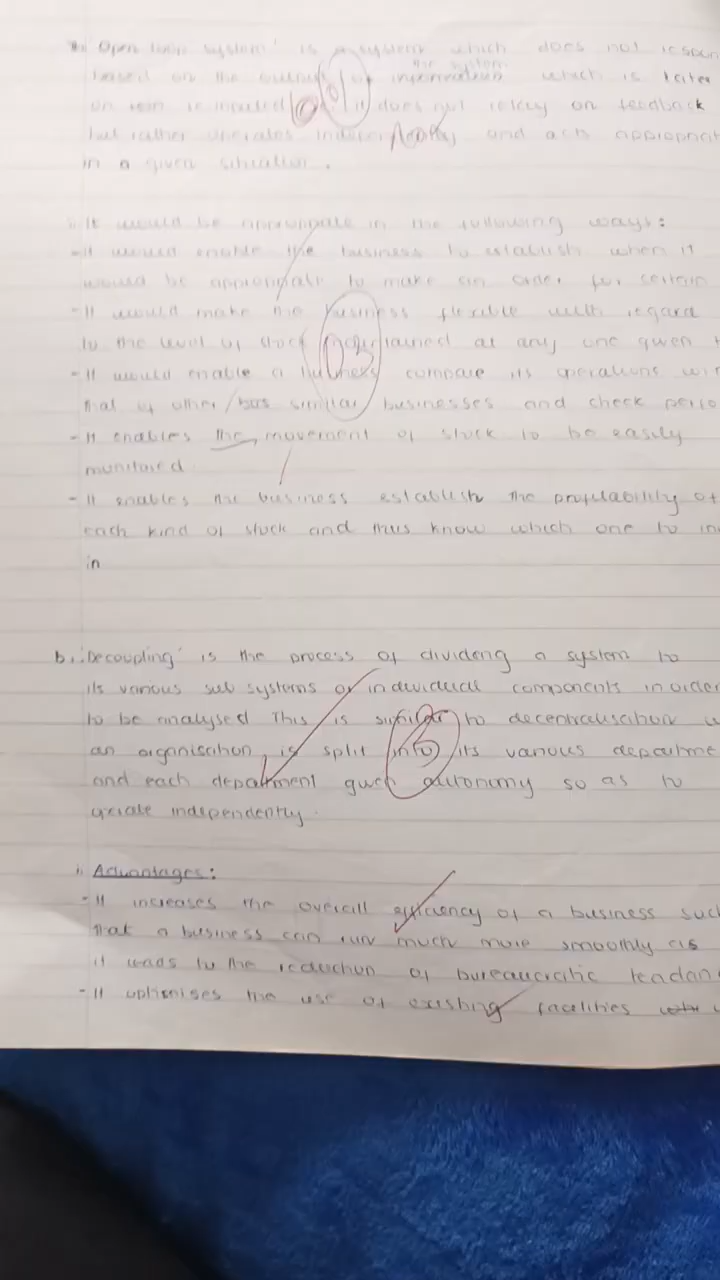 'Open loop system' is a system which does not respon
based on the the system information which is later
on it does not relay on feedback
but rather operates independently and acts appropriat
in a given situation.
It would be appropriate in the following ways:
- It would enable the business to establish when it
would be appropriate to make an order for certain
- It would make the business flexible with regard
to the level of stock maintained at any one given t
- It would enable a business compare its operations wi
that of other similar businesses and check perfo
- It enables the movement of stock to be easily
monitored
- It enables the business establish the profitability of
each kind of stock and thus know which one to in
in
b. 'Decoupling' is the process of divideng a system to
its various sub systems or individual components in order
to be analysed This is similar to decentralisation w
an organisation is split into its various departme
and each department given autonomy so as to
operate independently.
Advantages:
- It increases the overall efficiency of a business such
that a business can run much more smoothly as
it leads to the reduction of bureaucratic tendanc
- It optimises the use of existing facilities